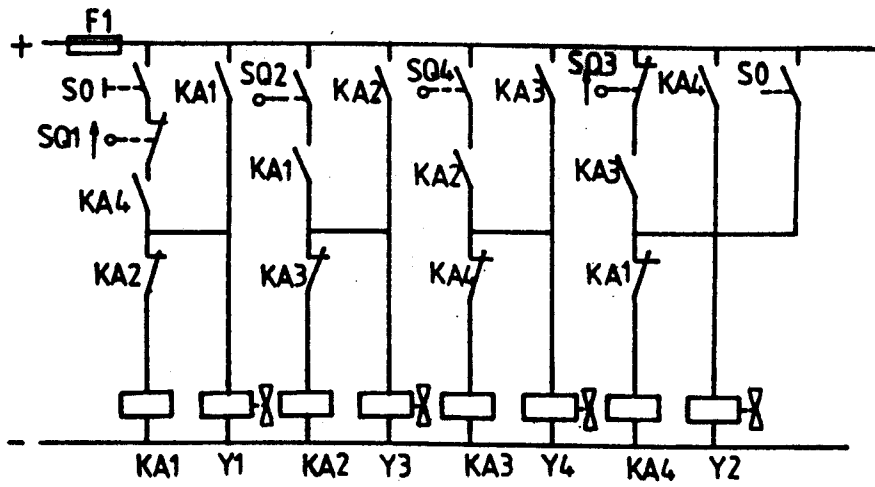 F1
+
S0
KA1
SQ2
KA2
SQ4
KA3
SQ3
KA4
S0
SQ1
KA4
KA1
KA2
KA3
KA2
KA3
KA4
KA1
-
KA1 Y1 KA2 Y3 KA3 Y4 KA4 Y2